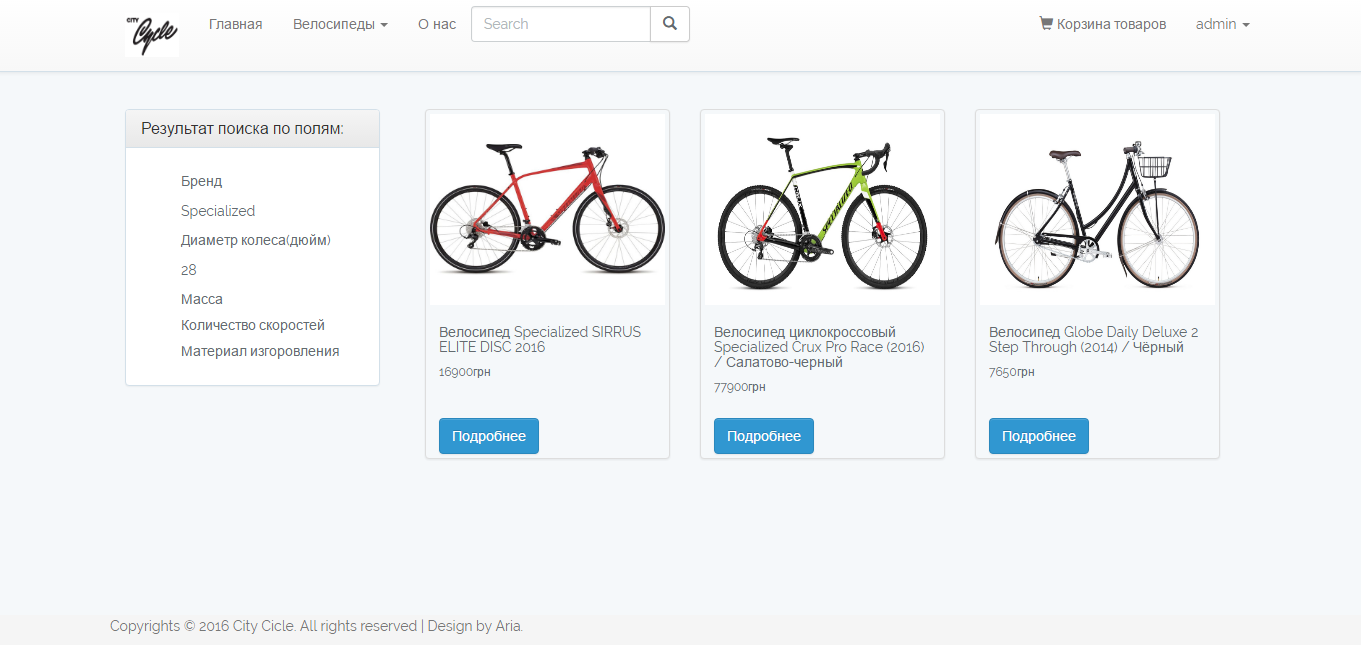 CITY
Cycle
Главная
Велосипеды
О нас
Search
Корзина товаров
admin
Результат поиска по полям:
Бренд
Specialized
Диаметр колеса(дюйм)
28
Масса
Количество скоростей
Материал изгоровления
SPECIALIZED
Велосипед Specialized SIRRUS
ELITE DISC 2016
16900грн
Подробнее
Велосипед циклокроссовый
Specialized Crux Pro Race (2016)
/ Салатово-черный
77900грн
Подробнее
Велосипед Globe Daily Deluxe 2
Step Through (2014) / Чёрный
7650грн
Подробнее
Copyrights © 2016 City Cicle. All rights reserved | Design by Aria.